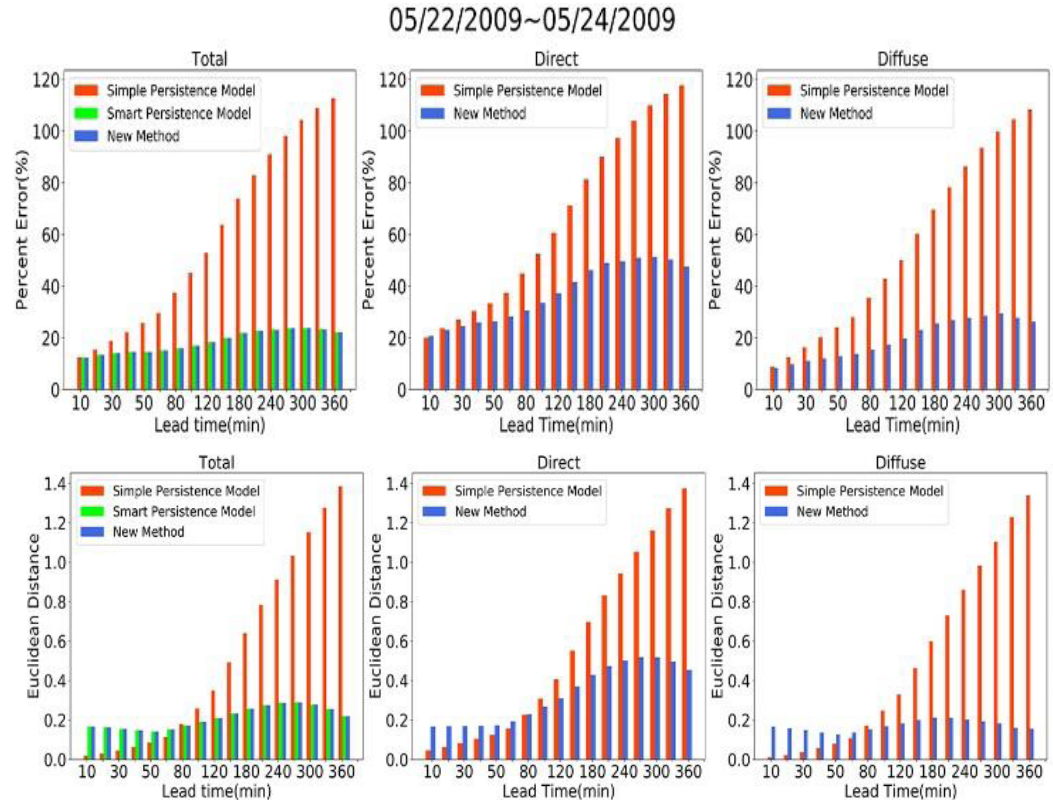 05/22/2009~05/24/2009
Total
Percent Error(%)
120
100
80
60
40
20
0
Simple Persistence Model
Smart Persistence Model
New Method
10 30 50 80 120 180 240 300 360
Lead time(min)
Direct
Percent Error(%)
120
100
80
60
40
20
0
Simple Persistence Model
New Method
10 30 50 80 120 180 240 300 360
Lead Time(min)
Diffuse
Percent Error(%)
120
100
80
60
40
20
0
Simple Persistence Model
New Method
10 30 50 80 120 180 240 300 360
Lead Time(min)
Total
Euclidean Distance
1.4
1.2
1.0
0.8
0.6
0.4
0.2
0.0
Simple Persistence Model
Smart Persistence Model
New Method
10 30 50 80 120 180 240 300 360
Lead time(min)
Direct
Euclidean Distance
1.4
1.2
1.0
0.8
0.6
0.4
0.2
0.0
Simple Persistence Model
New Method
10 30 50 80 120 180 240 300 360
Lead Time(min)
Diffuse
Euclidean Distance
1.4
1.2
1.0
0.8
0.6
0.4
0.2
0.0
Simple Persistence Model
New Method
10 30 50 80 120 180 240 300 360
Lead Time(min)